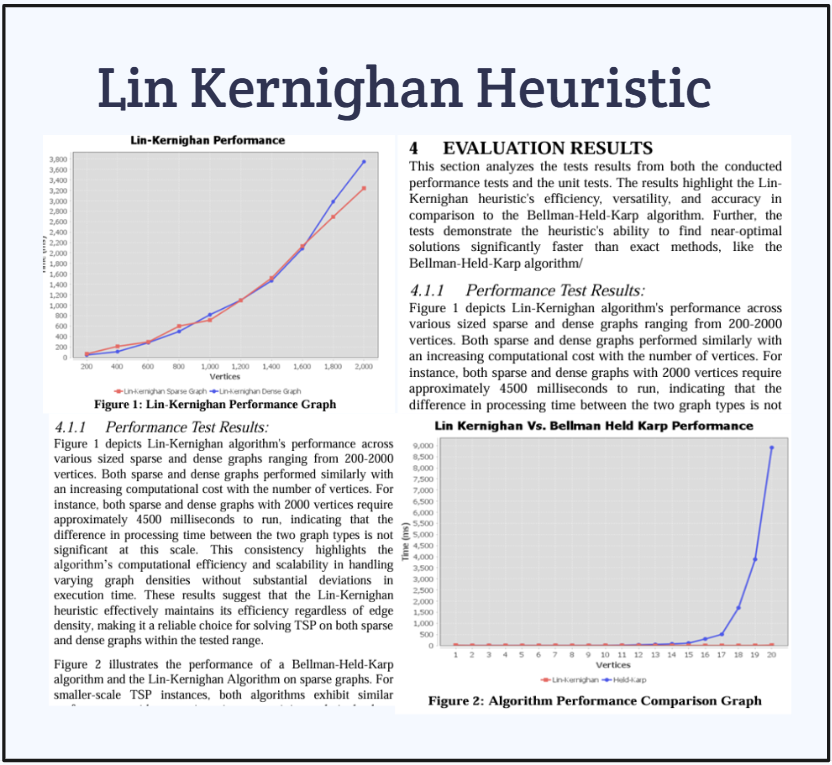 Lin Kernighan Heuristic
Lin-Kernighan Performance
3,800
3,600
3,400
3,200
3,000
2,800
2,600
2,400
2,200
2,000
1,800
1,600
1,400
1,200
1,000
800
600
400
200
0
200 400 600 800 1,000 1,200 1,400 1,600 1,800 2,000
Vertices
Lin-Kernighan Sparse Graph Lin-Kernighan Dense Graph
Figure 1: Lin-Kernighan Performance Graph
4.1.1 Performance Test Results:
Figure 1 depicts Lin-Kernighan algorithm's performance across
various sized sparse and dense graphs ranging from 200-2000
vertices. Both sparse and dense graphs performed similarly with
an increasing computational cost with the number of vertices. For
instance, both sparse and dense graphs with 2000 vertices require
approximately 4500 milliseconds to run, indicating that the
difference in processing time between the two graph types is not
significant at this scale. This consistency highlights the
algorithm's computational efficiency and scalability in handling
varying graph densities without substantial deviations in
execution time. These results suggest that the Lin-Kernighan
heuristic effectively maintains its efficiency regardless of edge
density, making it a reliable choice for solving TSP on both sparse
and dense graphs within the tested range.
Figure 2 illustrates the performance of a Bellman-Held-Karp
algorithm and the Lin-Kernighan Algorithm on sparse graphs. For
smaller-scale TSP instances, both algorithms exhibit similar
4 EVALUATION RESULTS
This section analyzes the tests results from both the conducted
performance tests and the unit tests. The results highlight the Lin-
Kernighan heuristic's efficiency, versatility, and accuracy in
comparison to the Bellman-Held-Karp algorithm. Further, the
tests demonstrate the heuristic's ability to find near-optimal
solutions significantly faster than exact methods, like the
Bellman-Held-Karp algorithm/
4.1.1 Performance Test Results:
Figure 1 depicts Lin-Kernighan algorithm's performance across
various sized sparse and dense graphs ranging from 200-2000
vertices. Both sparse and dense graphs performed similarly with
an increasing computational cost with the number of vertices. For
instance, both sparse and dense graphs with 2000 vertices require
approximately 4500 milliseconds to run, indicating that the
difference in processing time between the two graph types is not
Lin Kernighan Vs. Bellman Held Karp Performance
9,000
8,500
8,000
7,500
7,000
6,500
6,000
5,500
5,000
4,500
4,000
3,500
3,000
2,500
2,000
1,500
1,000
500
0
Time (ms)
1 2 3 4 5 6 7 8 9 10 11 12 13 14 15 16 17 18 19 20
Vertices
Lin-Kernighan Held-Karp
Figure 2: Algorithm Performance Comparison Graph